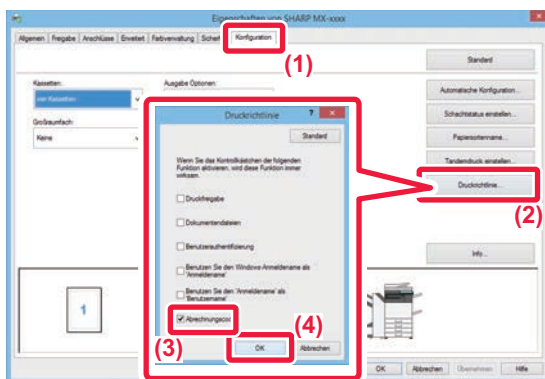 Eigenschaften von SHARP MX-xxxx
Allgemein Freigabe Anschlüsse Erweitert Farbverwaltung Sicherh Konfiguration
(1)
Standard
Kassetten:
Ausgabe Optionen:
vier Kassetten
Automatische Konfiguration...
Großraumfach:
Keine
Schachtstatus einstellen...
Papiersortenname...
Tandemdruck einstellen...
Druckrichtlinie...
(2)
Info...
Druckrichtlinie
?
Standard
Wenn Sie das Kontrollkästchen der folgenden
Funktion aktivieren, wird diese Funktion immer
wirksam.
Druckfreigabe
Dokumentendateien
Benutzerauthentifizierung
Benutzen Sie den Windows-Anmeldename als
'Anmeldename'
Benutzen Sie den 'Anmeldename' als
'Benutzername'
Abrechnungscod
(3)
(4)
OK Abbrechen
1
OK Abbrechen Übernehmen Hilfe